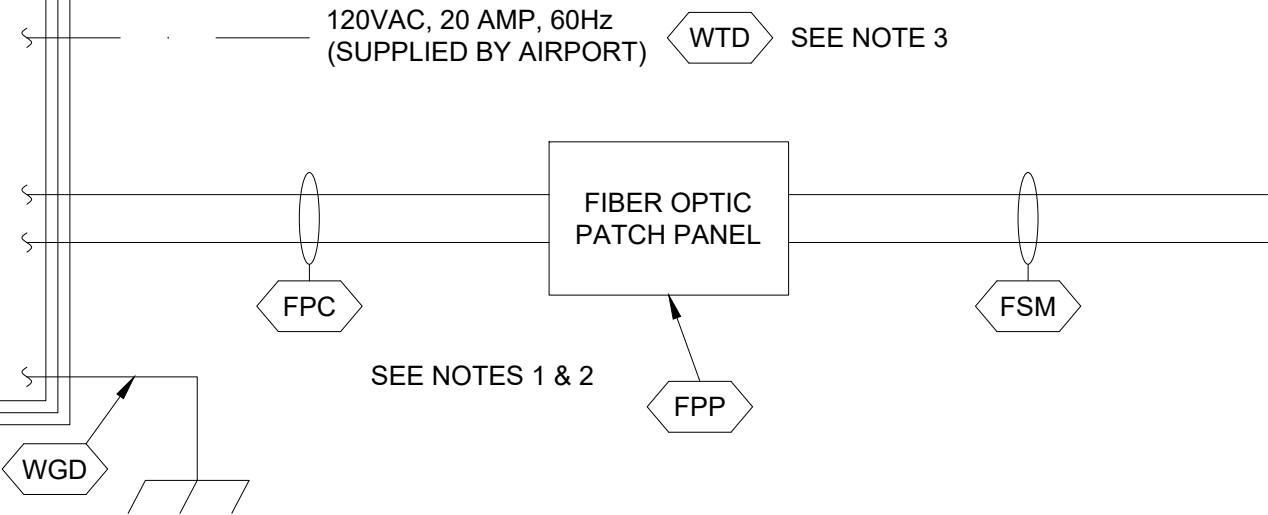 120VAC, 20 AMP, 60Hz
(SUPPLIED BY AIRPORT)
WTD
SEE NOTE 3
FIBER OPTIC
PATCH PANEL
FPC
FSM
SEE NOTES 1 & 2
FPP
WGD